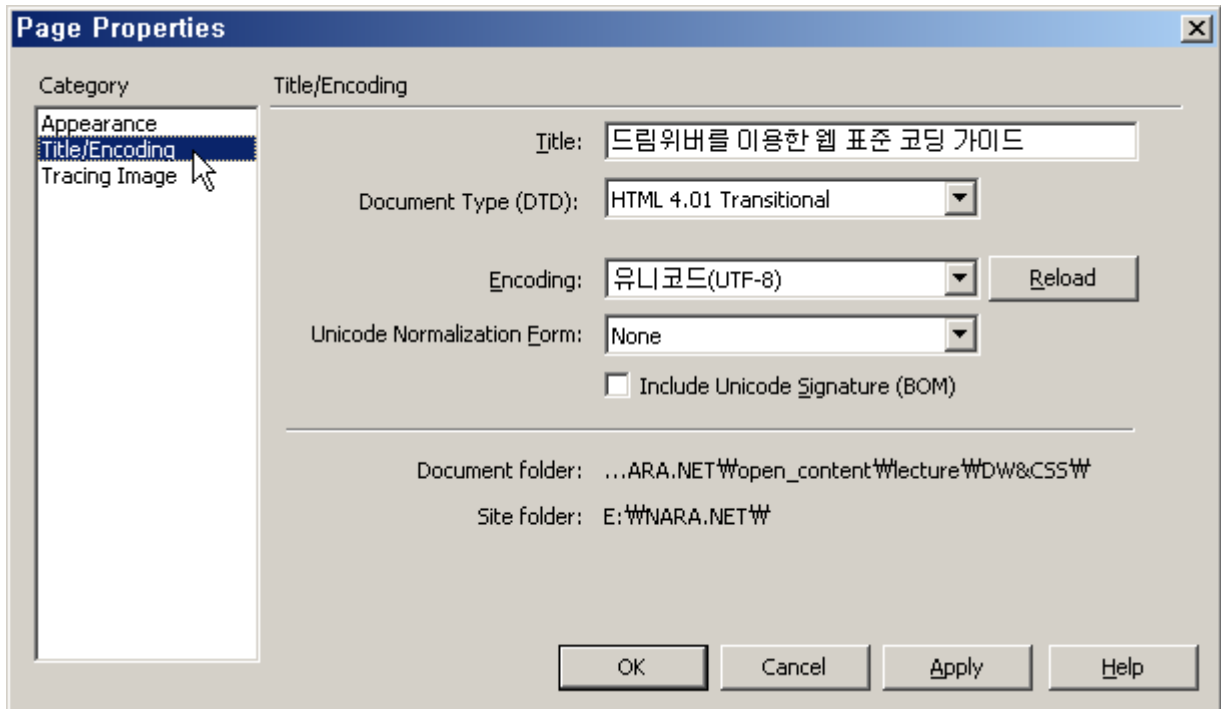 Page Properties
Category
Appearance
Title/Encoding
Tracing Image
Title/Encoding
Title: 드림위버를 이용한 웹 표준 코딩 가이드
Document Type (DTD): HTML 4.01 Transitional
Encoding: 유니코드(UTF-8) Reload
Unicode Normalization Form: None
Include Unicode Signature (BOM)
Document folder: ...ARA.NET₩open_content₩lecture₩DW&CSS₩
Site folder: E:₩NARA.NET₩
OK Cancel Apply Help